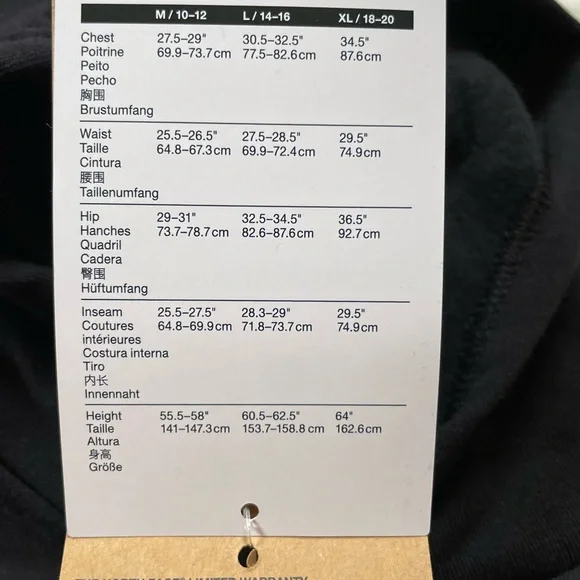 M / 10–12 L / 14–16 XL / 18–20
Chest 27.5–29" 30.5–32.5" 34.5"
Poitrine 69.9–73.7cm 77.5–82.6cm 87.6cm
Peito
Pecho
胸围
Brustumfang
Waist 25.5–26.5" 27.5–28.5" 29.5"
Taille 64.8–67.3cm 69.9–72.4cm 74.9cm
Cintura
腰围
Taillenumfang
Hip 29–31" 32.5–34.5" 36.5"
Hanches 73.7–78.7cm 82.6–87.6cm 92.7cm
Quadril
Cadera
臀围
Hüftumfang
Inseam 25.5–27.5" 28.3–29" 29.5"
Coutures 64.8–69.9cm 71.8–73.7cm 74.9cm
intérieures
Costura interna
Tiro
内长
Innennaht
Height 55.5–58" 60.5–62.5" 64"
Taille 141–147.3cm 153.7–158.8cm 162.6cm
Altura
身高
Größe
THE NORTH FACE® LIMITED WARRANTY